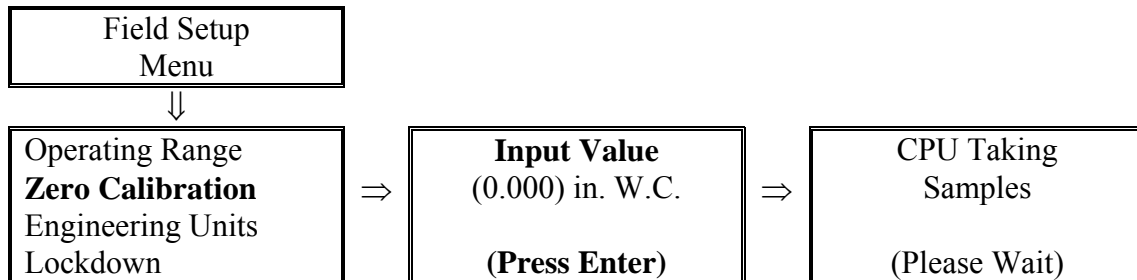 Field Setup
Menu
⇓
Operating Range
Zero Calibration
Engineering Units
Lockdown
⇒
Input Value
(0.000) in. W.C.
(Press Enter)
⇒
CPU Taking
Samples
(Please Wait)